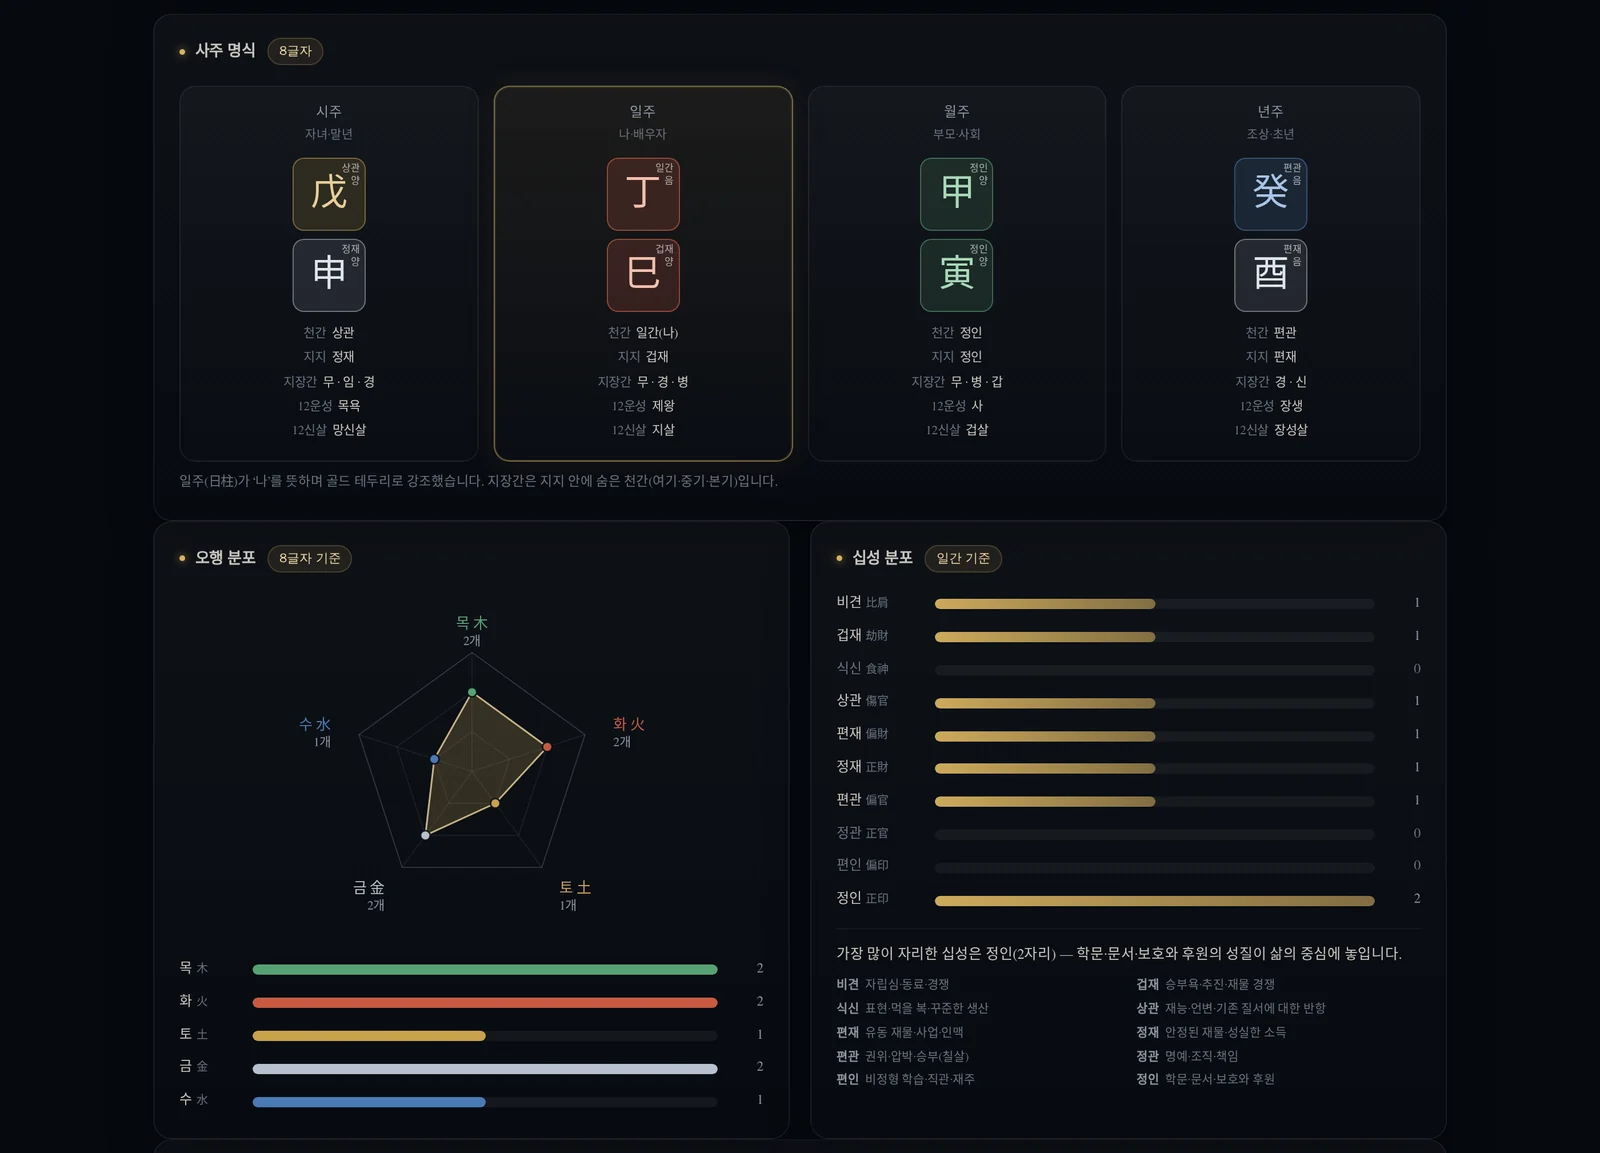 사주 명식 8글자
시주
자녀·말년
戊 상관 양
申 정재 양
천간 상관
지지 정재
지장간 무 · 임 · 경
12운성 목욕
12신살 망신살
일주
나·배우자
丁 일간 음
巳 겁재 양
천간 일간(나)
지지 겁재
지장간 무 · 경 · 병
12운성 제왕
12신살 지살
월주
부모·사회
甲 정인 양
寅 정인 양
천간 정인
지지 정인
지장간 무 · 병 · 갑
12운성 사
12신살 겁살
년주
조상·초년
癸 편관 음
酉 편재 음
천간 편관
지지 편재
지장간 경 · 신
12운성 장생
12신살 장성살
일주(日柱)가 '나'를 뜻하며 골드 테두리로 강조했습니다. 지장간은 지지 안에 숨은 천간(여기·중기·본기)입니다.
오행 분포 8글자 기준
목 木
2개
수 水
1개
화 火
2개
금 金
2개
토 土
1개
목 木 2
화 火 2
토 土 1
금 金 2
수 水 1
십성 분포 일간 기준
비견 比肩 1
겁재 劫財 1
식신 食神 0
상관 傷官 1
편재 偏財 1
정재 正財 1
편관 偏官 1
정관 正官 0
편인 偏印 0
정인 正印 2
가장 많이 자리한 십성은 정인(2자리) — 학문·문서·보호와 후원의 성질이 삶의 중심에 놓입니다.
비견 자립심·동료·경쟁
겁재 승부욕·추진·재물 경쟁
식신 표현·먹을 복·꾸준한 생산
상관 재능·언변·기존 질서에 대한 반항
편재 유동 재물·사업·인맥
정재 안정된 재물·성실한 소득
편관 권위·압박·승부(칠살)
정관 명예·조직·책임
편인 비정형 학습·직관·재주
정인 학문·문서·보호와 후원